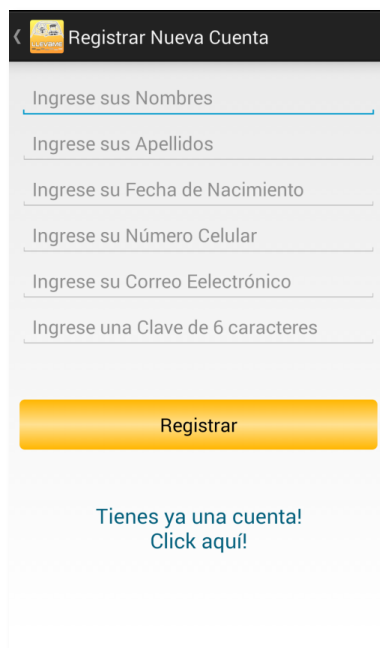 Registrar Nueva Cuenta
Ingrese sus Nombres
Ingrese sus Apellidos
Ingrese su Fecha de Nacimiento
Ingrese su Número Celular
Ingrese su Correo Eelectrónico
Ingrese una Clave de 6 caracteres
Registrar
Tienes ya una cuenta!
Click aquí!